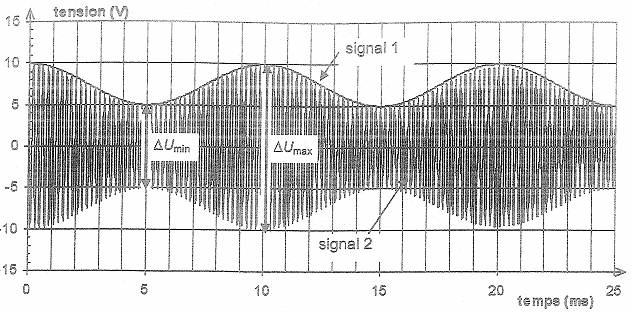 tension (V)
15
signal 1
10
5
ΔUmin
ΔUmax
0
-5
signal 2
-10
-15
0 5 10 15 20 25
temps (ms)